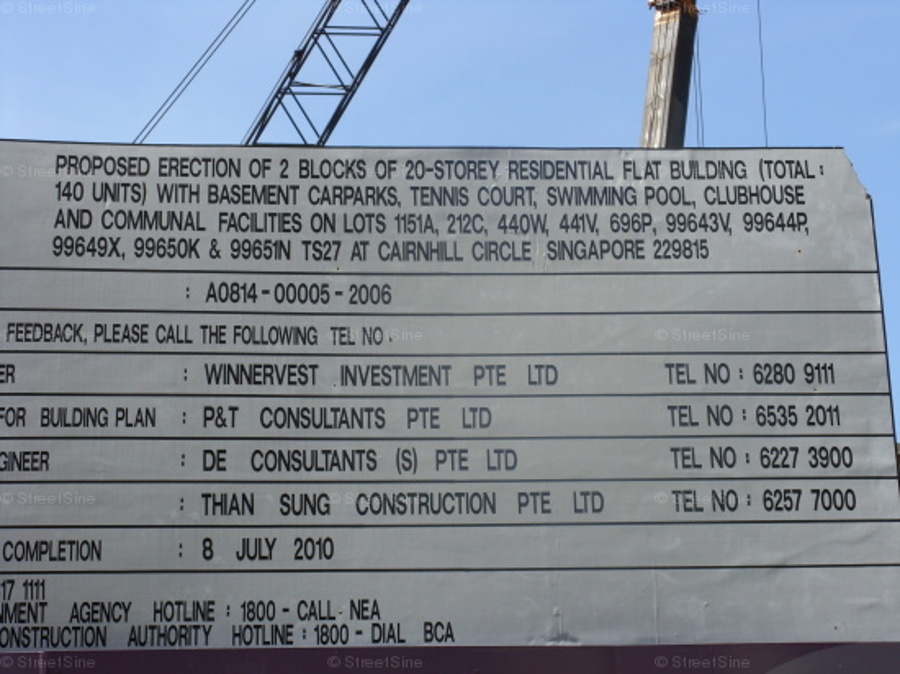 PROPOSED ERECTION OF 2 BLOCKS OF 20-STOREY RESIDENTIAL FLAT BUILDING (TOTAL:
140 UNITS) WITH BASEMENT CARPARKS, TENNIS COURT, SWIMMING POOL, CLUBHOUSE
AND COMMUNAL FACILITIES ON LOTS 1151A, 212C, 440W, 441V, 696P, 99643V, 99644P,
99649X, 99650K & 99651N TS27 AT CAIRNHILL CIRCLE SINGAPORE 229815
: A0814-00005-2006
FEEDBACK, PLEASE CALL THE FOLLOWING TEL NO.
ER : WINNERVEST INVESTMENT PTE LTD TEL NO : 6280 9111
FOR BUILDING PLAN : P&T CONSULTANTS PTE LTD TEL NO : 6535 2011
GINEER : DE CONSULTANTS (S) PTE LTD TEL NO : 6227 3900
: THIAN SUNG CONSTRUCTION PTE LTD TEL NO : 6257 7000
COMPLETION : 8 JULY 2010
17 1111
NMENT AGENCY HOTLINE : 1800 - CALL - NEA
ONSTRUCTION AUTHORITY HOTLINE : 1800 - DIAL BCA
© StreetSine © StreetSine © StreetSine